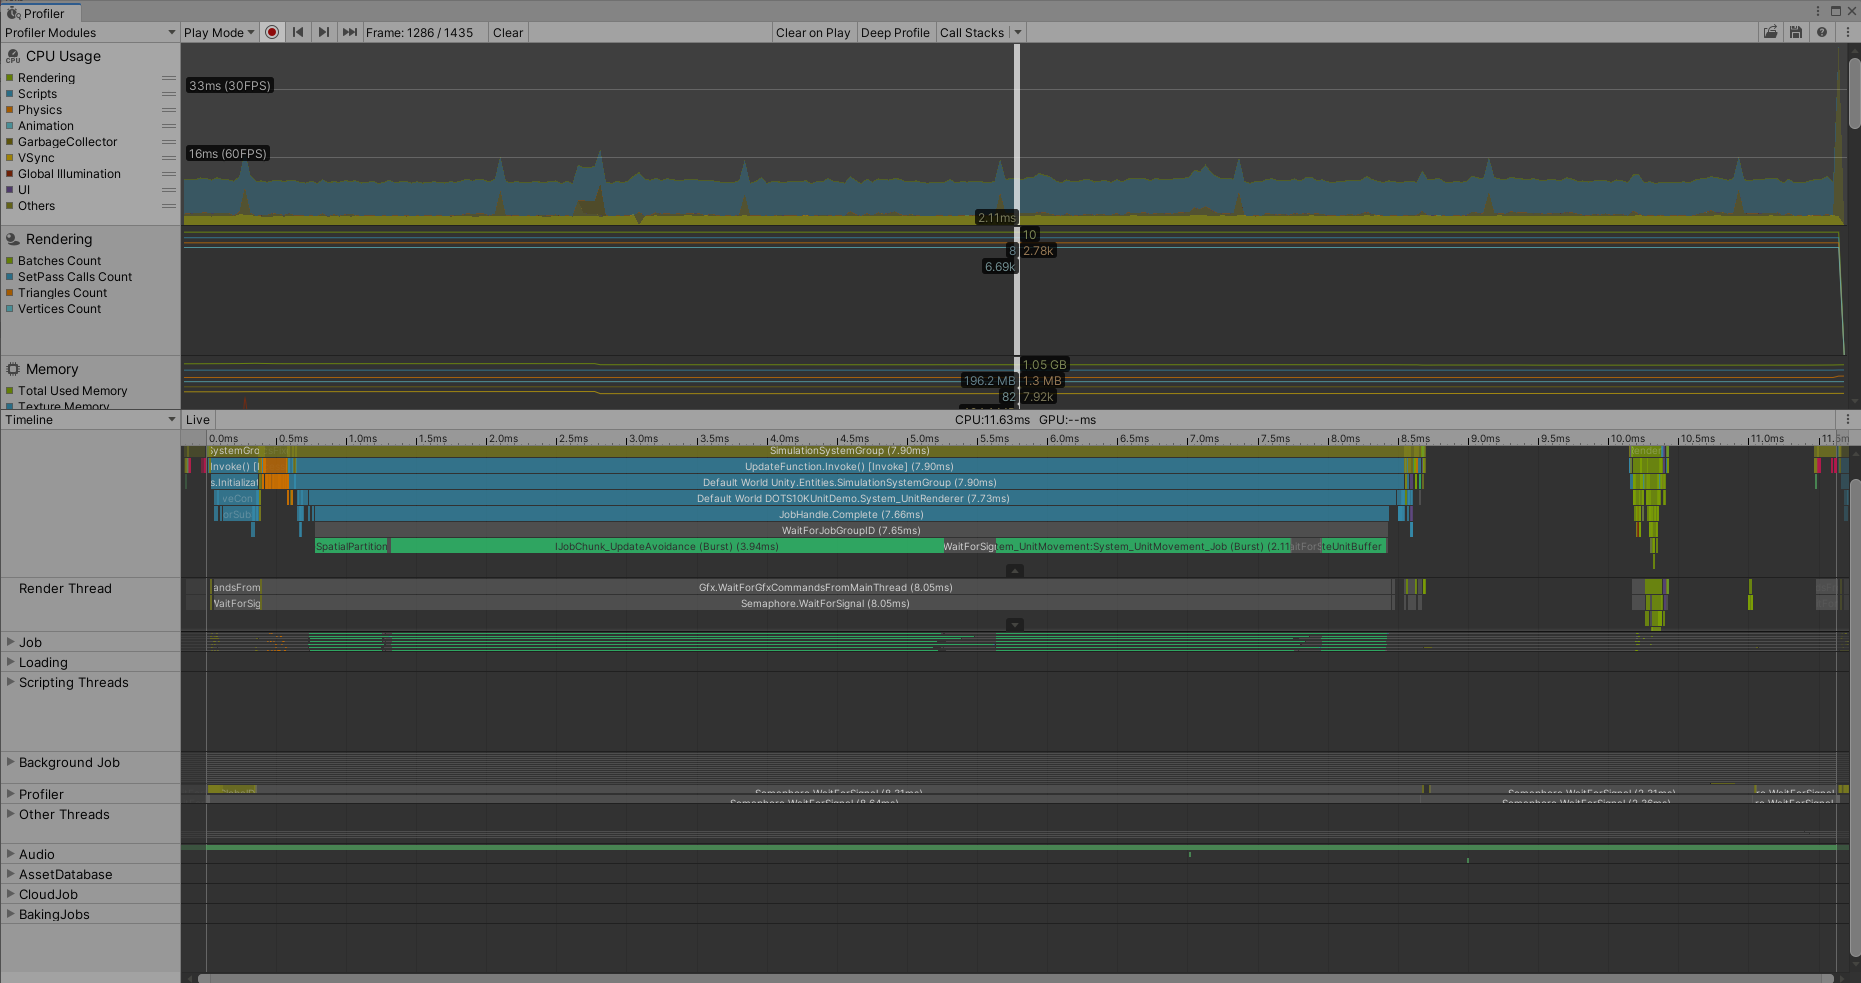 Profiler
Profiler Modules
Play Mode
Frame: 1286 / 1435
Clear
Clear on Play
Deep Profile
Call Stacks
CPU Usage
Rendering
Scripts
Physics
Animation
GarbageCollector
VSync
Global Illumination
UI
Others
33ms (30FPS)
16ms (60FPS)
2.11ms
Rendering
Batches Count
SetPass Calls Count
Triangles Count
Vertices Count
10
8
2.78k
6.69k
Memory
Total Used Memory
Texture Memory
1.05 GB
196.2 MB
1.3 MB
82
7.92k
Timeline
Live
CPU:11.63ms GPU:--ms
0.0ms 0.5ms 1.0ms 1.5ms 2.0ms 2.5ms 3.0ms 3.5ms 4.0ms 4.5ms 5.0ms 5.5ms 6.0ms 6.5ms 7.0ms 7.5ms 8.0ms 8.5ms 9.0ms 9.5ms 10.0ms 10.5ms 11.0ms
SystemGro SimulationSystemGroup (7.90ms)
Invoke() [I UpdateFunction.Invoke() [Invoke] (7.90ms)
s.Initializat Default World Unity.Entities.SimulationSystemGroup (7.90ms)
veCon Default World DOTS10KUnitDemo.System_UnitRenderer (7.73ms)
orSub JobHandle.Complete (7.66ms)
WaitForJobGroupID (7.65ms)
SpatialPartition IJobChunk_UpdateAvoidance (Burst) (3.94ms) WaitForSig em_UnitMovement:System_UnitMovement_Job (Burst) (2.11 teUnitBuffer
Render Thread
andsFrom Gfx.WaitForGfxCommandsFromMainThread (8.05ms)
WaitForSig Semaphore.WaitForSignal (8.05ms)
Job
Loading
Scripting Threads
Background Job
Profiler
Semaphore.WaitForSignal (8.31ms) Semaphore.WaitForSignal (2.31ms) re.WaitForSignal
Semaphore.WaitForSignal (8.64ms) Semaphore.WaitForSignal (2.36ms) re.WaitForSignal
Other Threads
Audio
AssetDatabase
CloudJob
BakingJobs